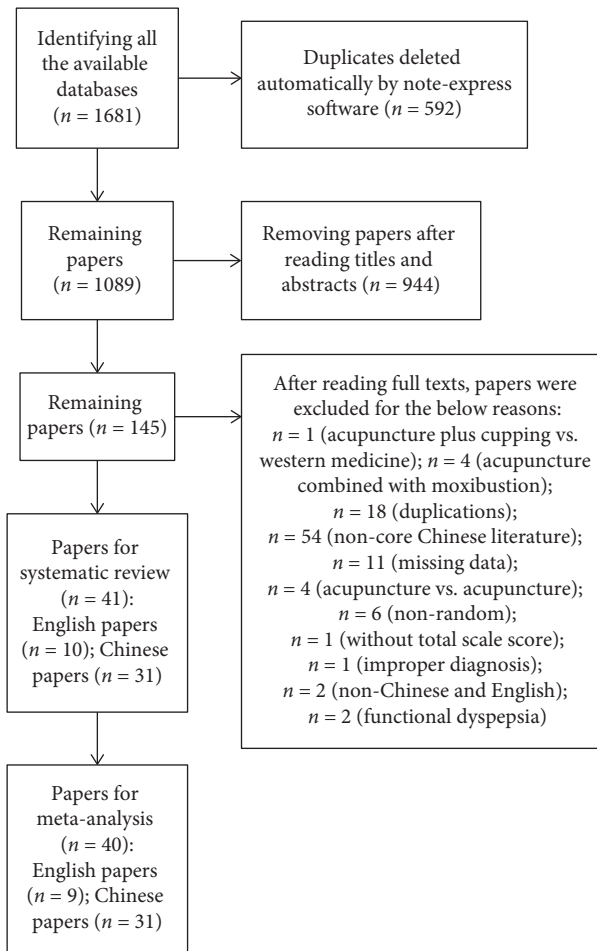 Identifying all
the available
databases
(n = 1681)
Duplicates deleted
automatically by note-express
software (n = 592)
Remaining
papers
(n = 1089)
Removing papers after
reading titles and
abstracts (n = 944)
Remaining
papers (n = 145)
After reading full texts, papers were
excluded for the below reasons:
n = 1 (acupuncture plus cupping vs.
western medicine); n = 4 (acupuncture
combined with moxibustion);
n = 18 (duplications);
n = 54 (non-core Chinese literature);
n = 11 (missing data);
n = 4 (acupuncture vs. acupuncture);
n = 6 (non-random);
n = 1 (without total scale score);
n = 1 (improper diagnosis);
n = 2 (non-Chinese and English);
n = 2 (functional dyspepsia)
Papers for
systematic review
(n = 41):
English papers
(n = 10); Chinese
papers (n = 31)
Papers for
meta-analysis
(n = 40):
English papers
(n = 9); Chinese
papers (n = 31)